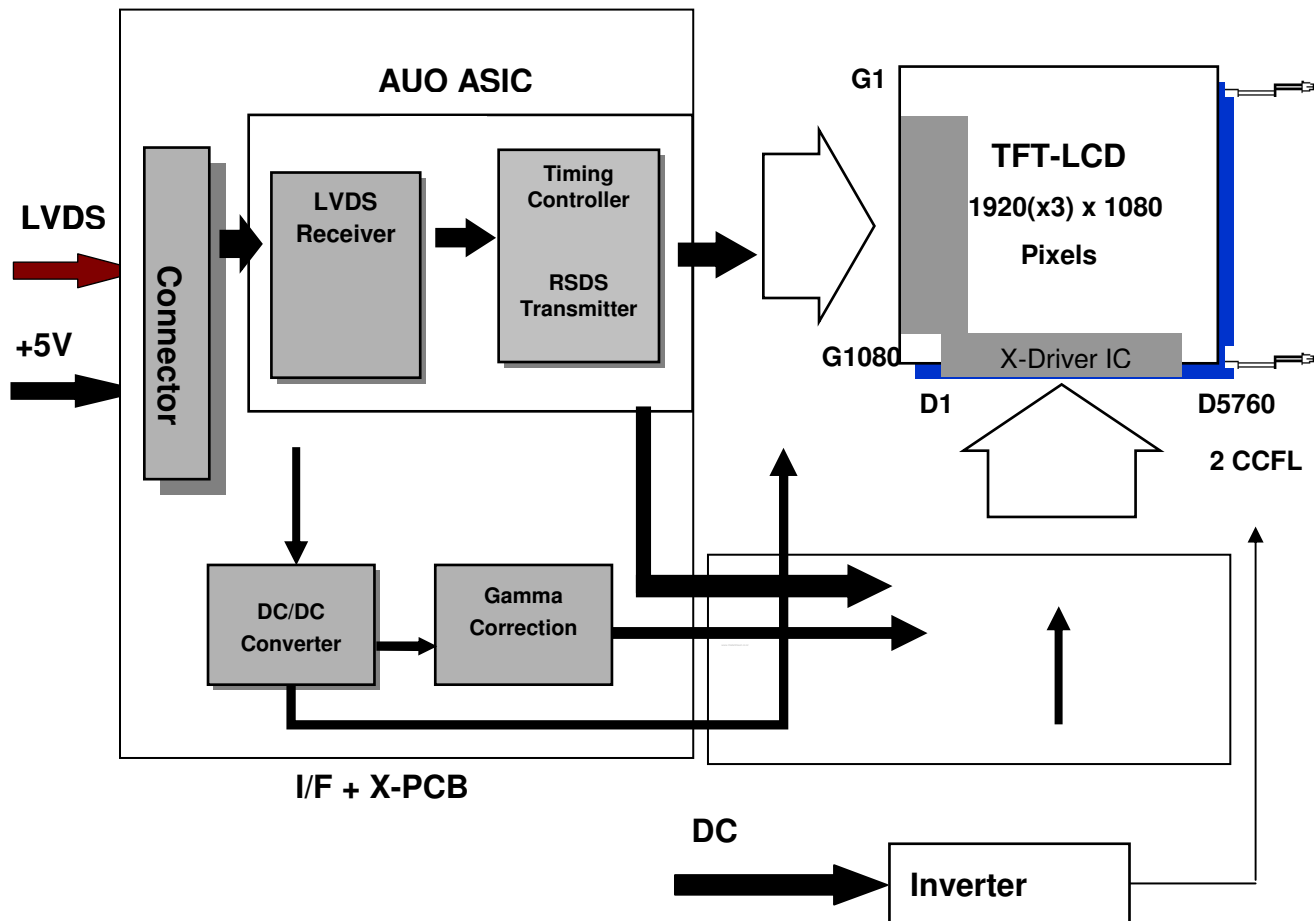 AUO ASIC
LVDS
+5V
Connector
LVDS
Receiver
Timing
Controller
RSDS
Transmitter
G1
TFT-LCD
1920(x3) x 1080
Pixels
G1080
X-Driver IC
D1
D5760
2 CCFL
DC/DC
Converter
Gamma
Correction
I/F + X-PCB
DC
Inverter